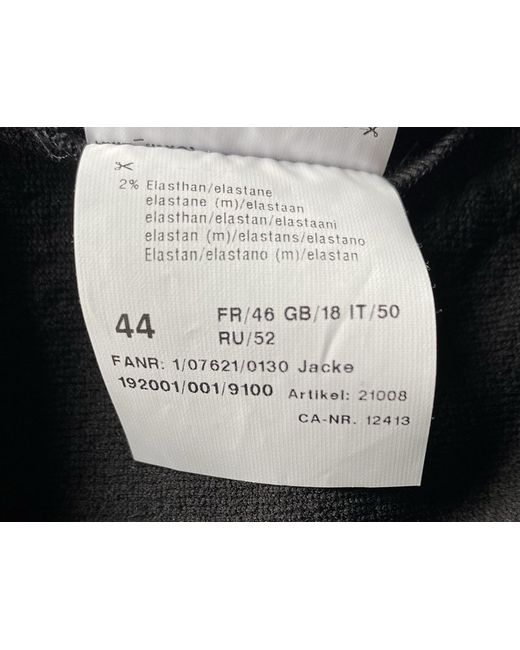 2% Elasthan/elastane
elastane (m)/elastaan
elasthan/elastan/elastaani
elastan (m)/elastans/elastano
Elastan/elastano (m)/elastan
44 FR/46 GB/18 IT/50
RU/52
FANR: 1/07621/0130 Jacke
192001/001/9100 Artikel: 21008
CA-NR. 12413